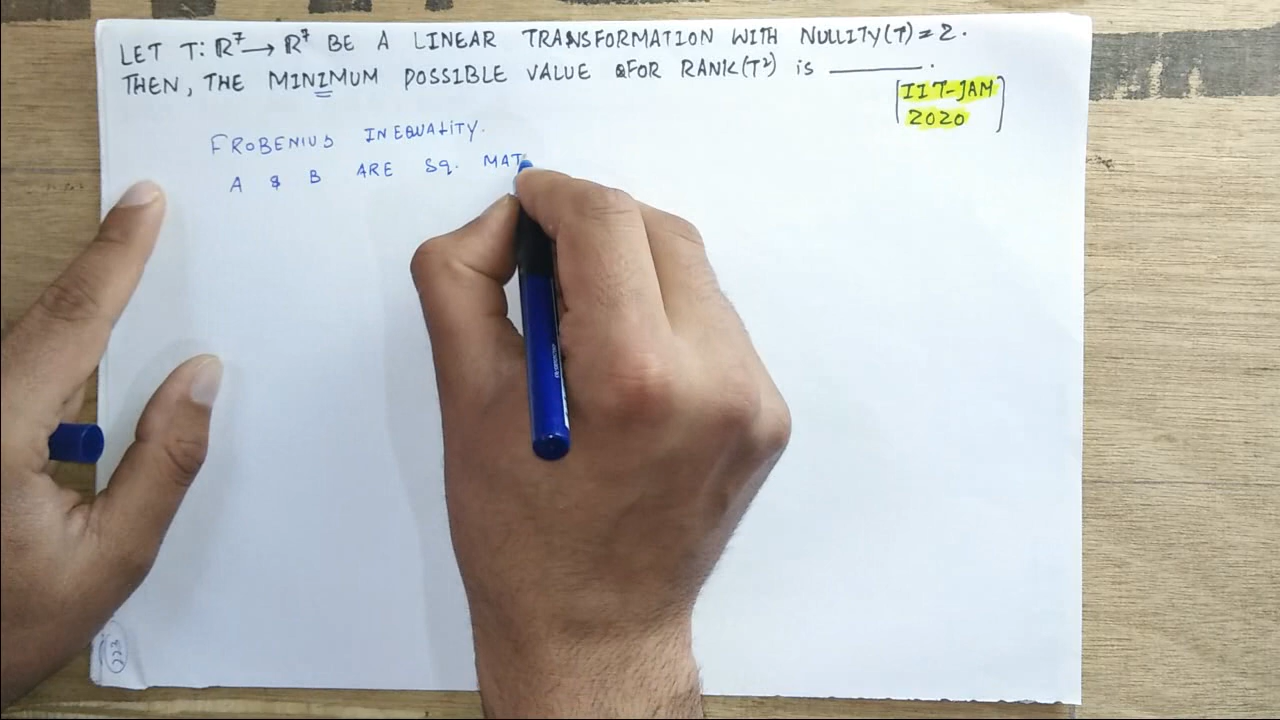 LET T: ℝ⁷ → ℝ⁷ BE A LINEAR TRANSFORMATION WITH NULLITY(T) = 2.
THEN, THE MINIMUM POSSIBLE VALUE FOR RANK(T²) is ______.
[IIT-JAM
2020]
FROBENIUS INEQUALITY.
A & B ARE Sq. MAT